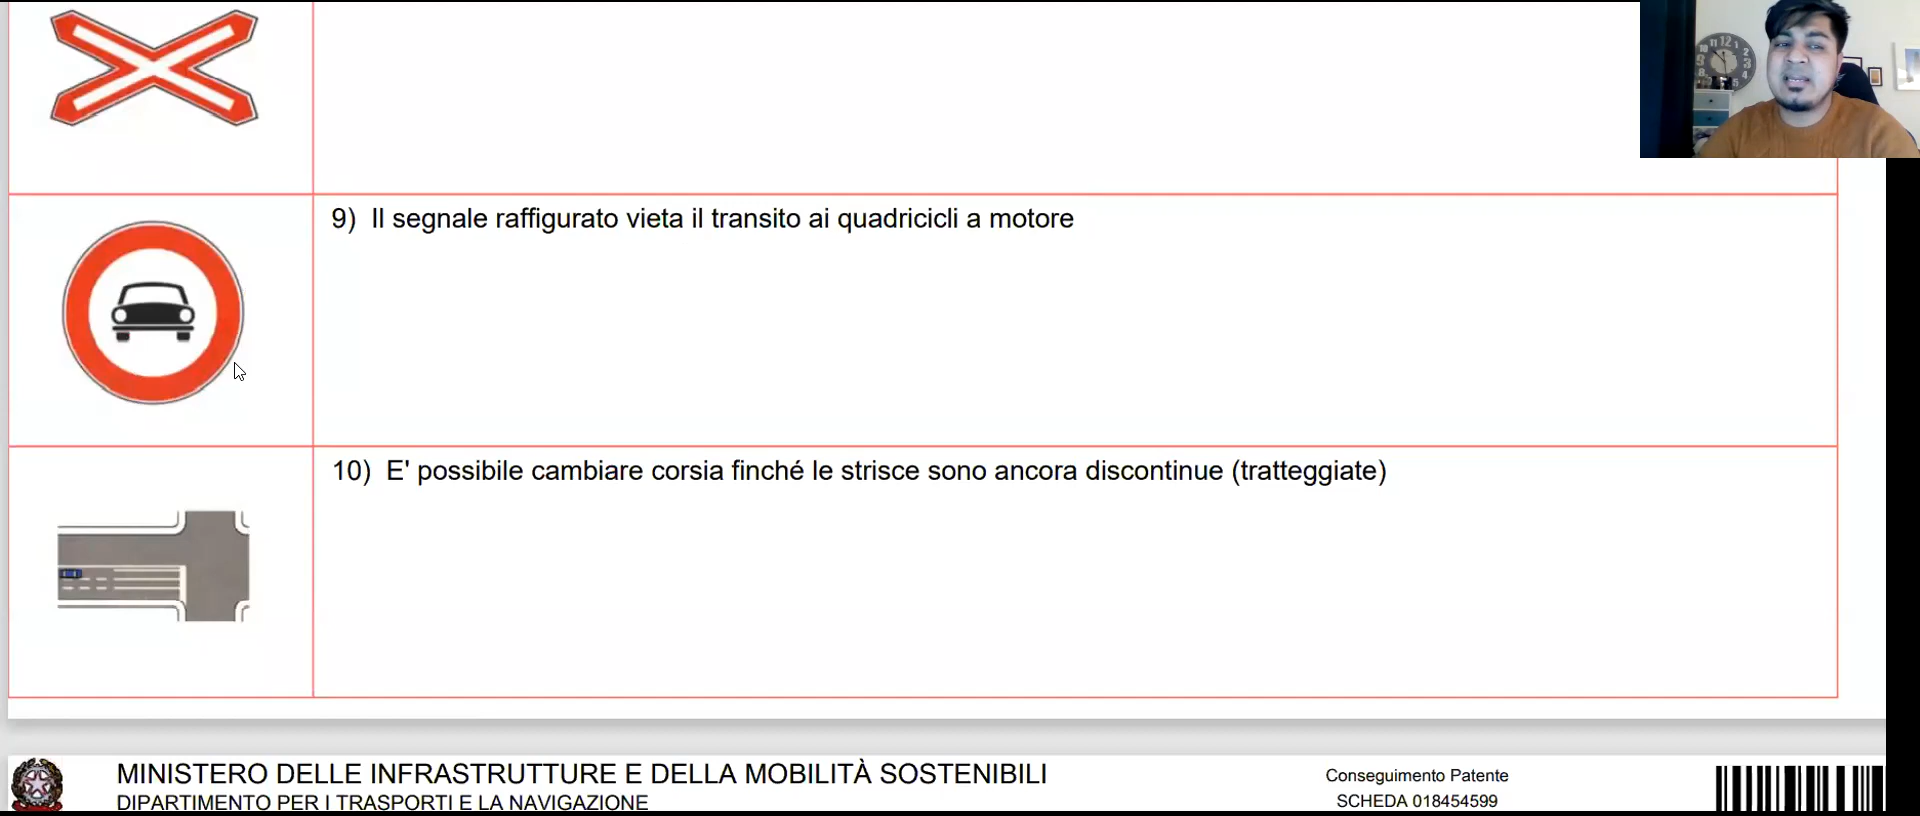 9) Il segnale raffigurato vieta il transito ai quadricicli a motore
10) E' possibile cambiare corsia finché le strisce sono ancora discontinue (tratteggiate)
MINISTERO DELLE INFRASTRUTTURE E DELLA MOBILITÀ SOSTENIBILI
DIPARTIMENTO PER I TRASPORTI E LA NAVIGAZIONE
Conseguimento Patente
SCHEDA 018454599